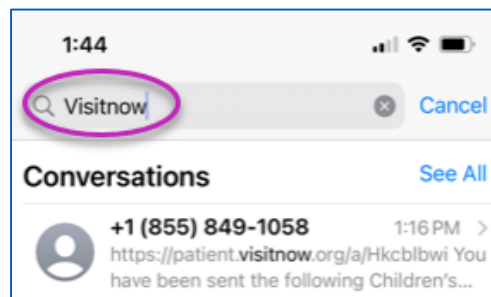 1:44
Visitnow
Cancel
Conversations
See All
+1 (855) 849-1058
1:16 PM
https://patient.visitnow.org/a/Hkcblbwi You
have been sent the following Children's...